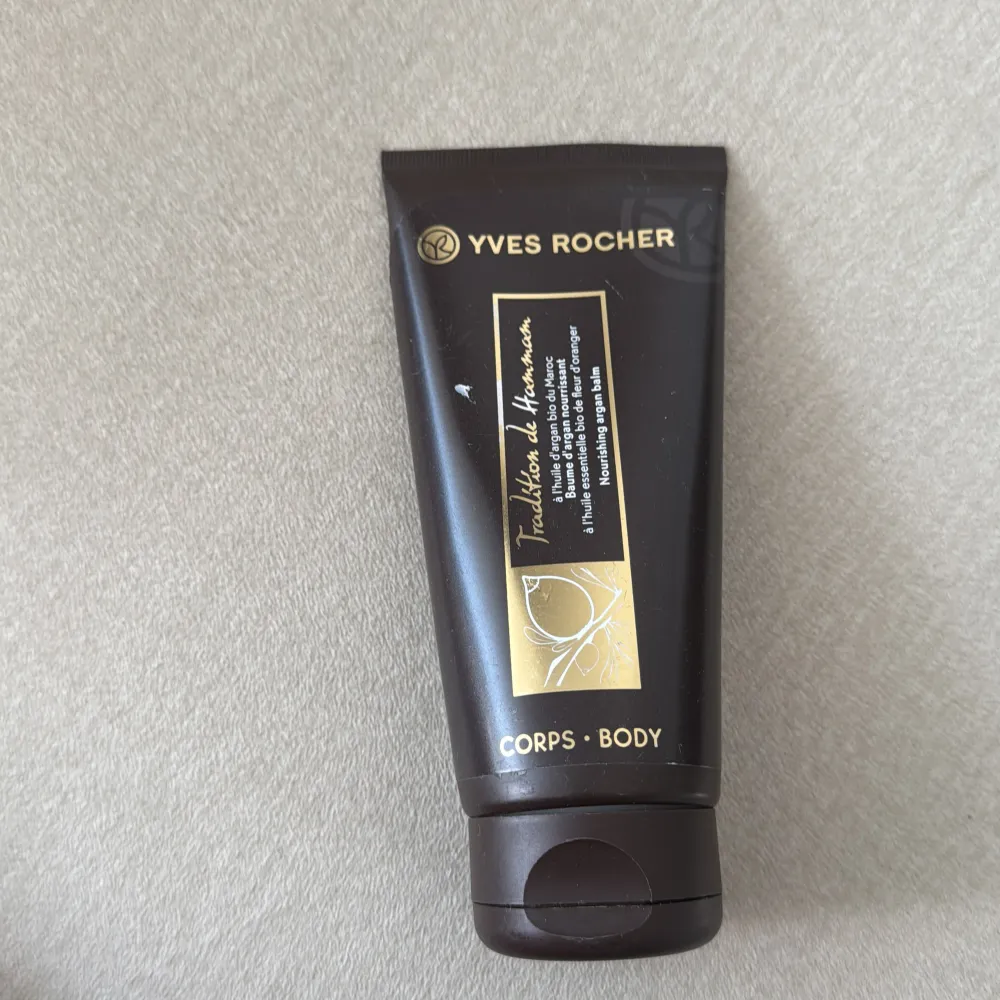 YVES ROCHER
Tradition de Hammam
à l'huile d'argan bio du Maroc
Baume d'argan nourrissant
à l'huile essentielle bio de fleur d'oranger
Nourishing argan balm
CORPS • BODY